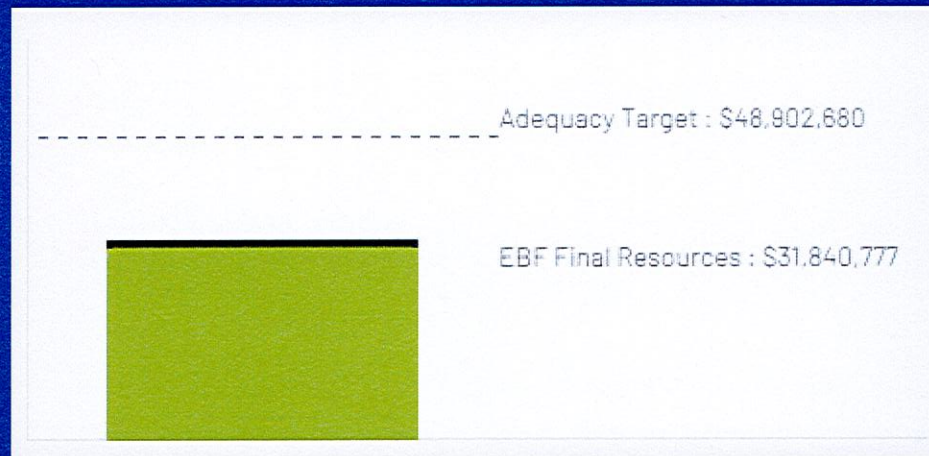 Adequacy Target : $48,902,680
EBF Final Resources : $31,840,777